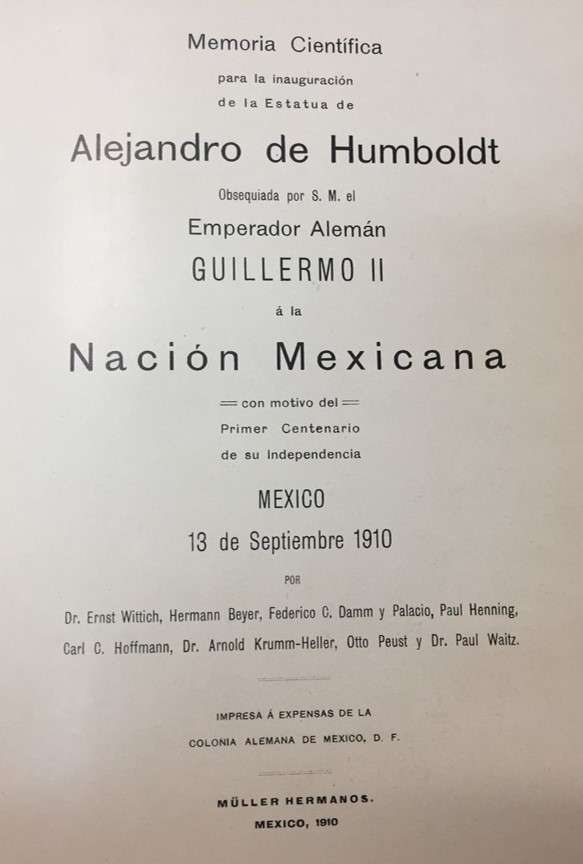 Memoria Científica
para la inauguración
de la Estatua de
Alejandro de Humboldt
Obsequiada por S. M. el
Emperador Alemán
GUILLERMO II
á la
Nación Mexicana
con motivo del
Primer Centenario
de su Independencia
MEXICO
13 de Septiembre 1910
POR
Dr. Ernst Wittich, Hermann Beyer, Federico C. Damm y Palacio, Paul Henning,
Carl C. Hoffmann, Dr. Arnold Krumm-Heller, Otto Peust y Dr. Paul Waitz.
IMPRESA Á EXPENSAS DE LA
COLONIA ALEMANA DE MEXICO, D. F.
MÜLLER HERMANOS.
MEXICO, 1910